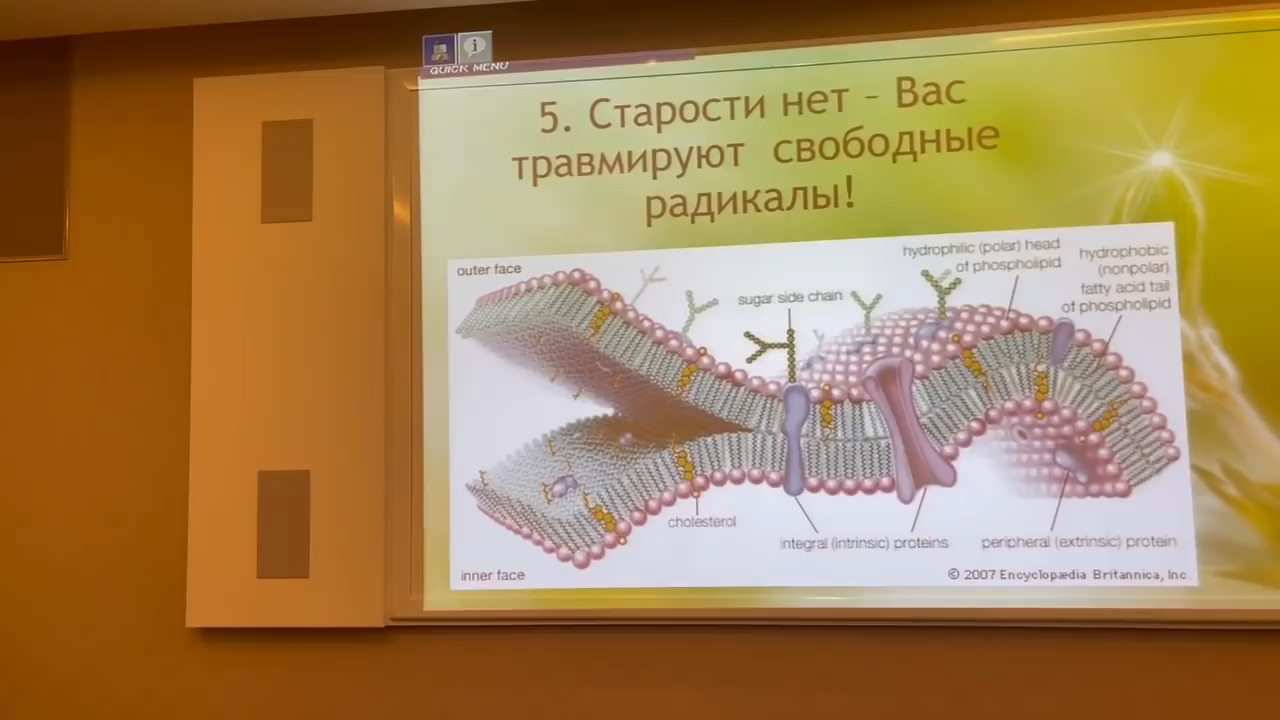 QUICK MENU
5. Старости нет – Вас
травмируют свободные
радикалы!
outer face
sugar side chain
hydrophilic (polar) head
of phospholipid
hydrophobic
(nonpolar)
fatty acid tail
of phospholipid
cholesterol
integral (intrinsic) proteins
peripheral (extrinsic) protein
inner face
© 2007 Encyclopædia Britannica, Inc.